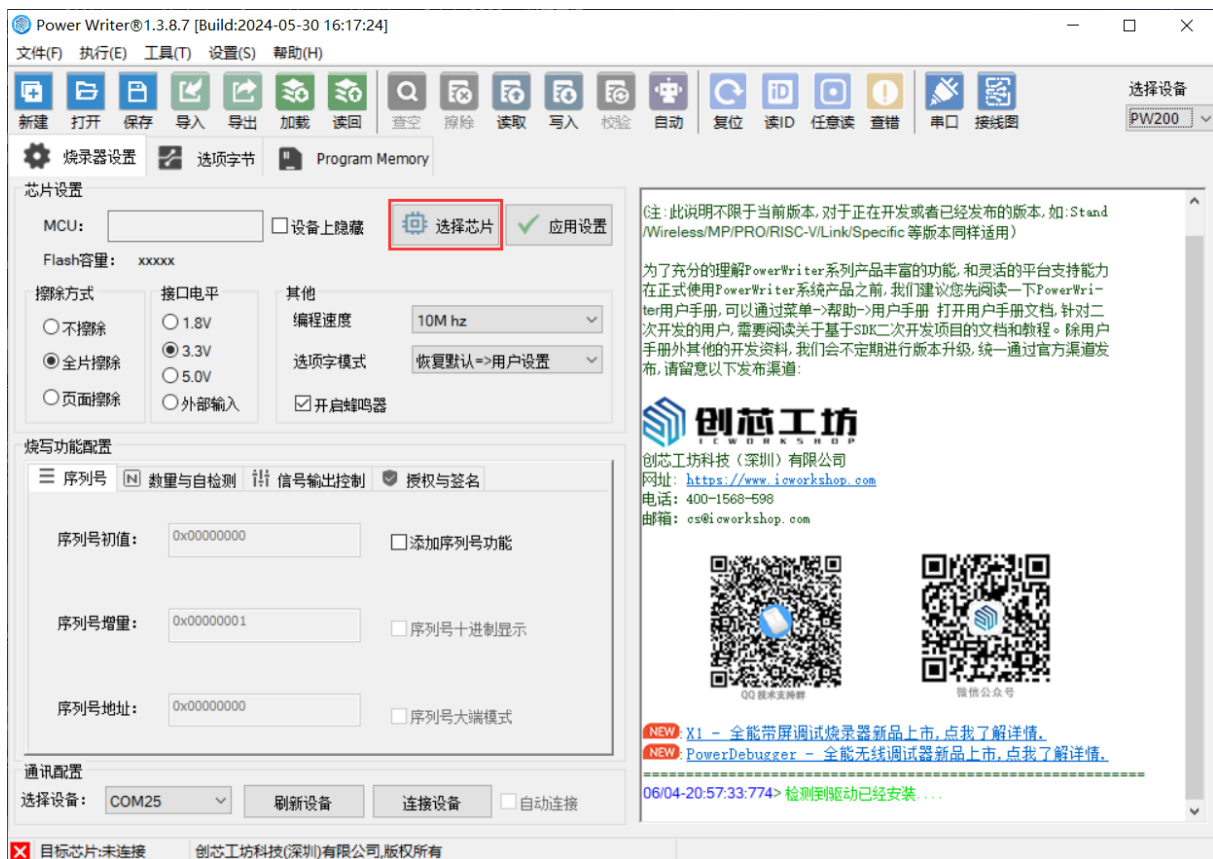 Power Writer®1.3.8.7 [Build:2024-05-30 16:17:24]
文件(F) 执行(E) 工具(T) 设置(S) 帮助(H)
新建 打开 保存 导入 导出 加载 读回 查空 擦除 读取 写入 校验 自动 复位 读ID 任意读 查错 串口 接线图
选择设备
PW200
烧录器设置 选项字节 Program Memory
芯片设置
MCU: 设备上隐藏 选择芯片 应用设置
Flash容量: xxxxx
擦除方式
不擦除
全片擦除
页面擦除
接口电平
1.8V
3.3V
5.0V
外部输入
其他
编程速度 10M hz
选项字模式 恢复默认=>用户设置
开启蜂鸣器
烧写功能配置
序列号 数量与自检测 信号输出控制 授权与签名
序列号初值: 0x00000000 添加序列号功能
序列号增量: 0x00000001 序列号十进制显示
序列号地址: 0x00000000 序列号大端模式
通讯配置
选择设备: COM25 刷新设备 连接设备 自动连接
(注:此说明不限于当前版本,对于正在开发或者已经发布的版本,如:Stand
/Wireless/MP/PRO/RISC-V/Link/Specific 等版本同样适用)
为了充分的理解PowerWriter系列产品丰富的功能,和灵活的平台支持能力
在正式使用PowerWriter系统产品之前,我们建议您先阅读一下PowerWri-
ter用户手册,可以通过菜单->帮助->用户手册 打开用户手册文档,针对二
次开发的用户,需要阅读关于基于SDK二次开发项目的文档和教程。除用户
手册外其他的开发资料,我们会不定期进行版本升级,统一通过官方渠道发
布,请留意以下发布渠道:
创芯工坊
ICWORKSHOP
创芯工坊科技(深圳)有限公司
网址: https://www.icworkshop.com
电话: 400-1568-598
邮箱: cs@icworkshop.com
QQ技术支持群 微信公众号
NEW: X1 - 全能带屏调试烧录器新品上市,点我了解详情.
NEW: PowerDebugger - 全能无线调试器新品上市,点我了解详情.
============================================================
06/04-20:57:33:774> 检测到驱动已经安装....
目标芯片:未连接 创芯工坊科技(深圳)有限公司,版权所有